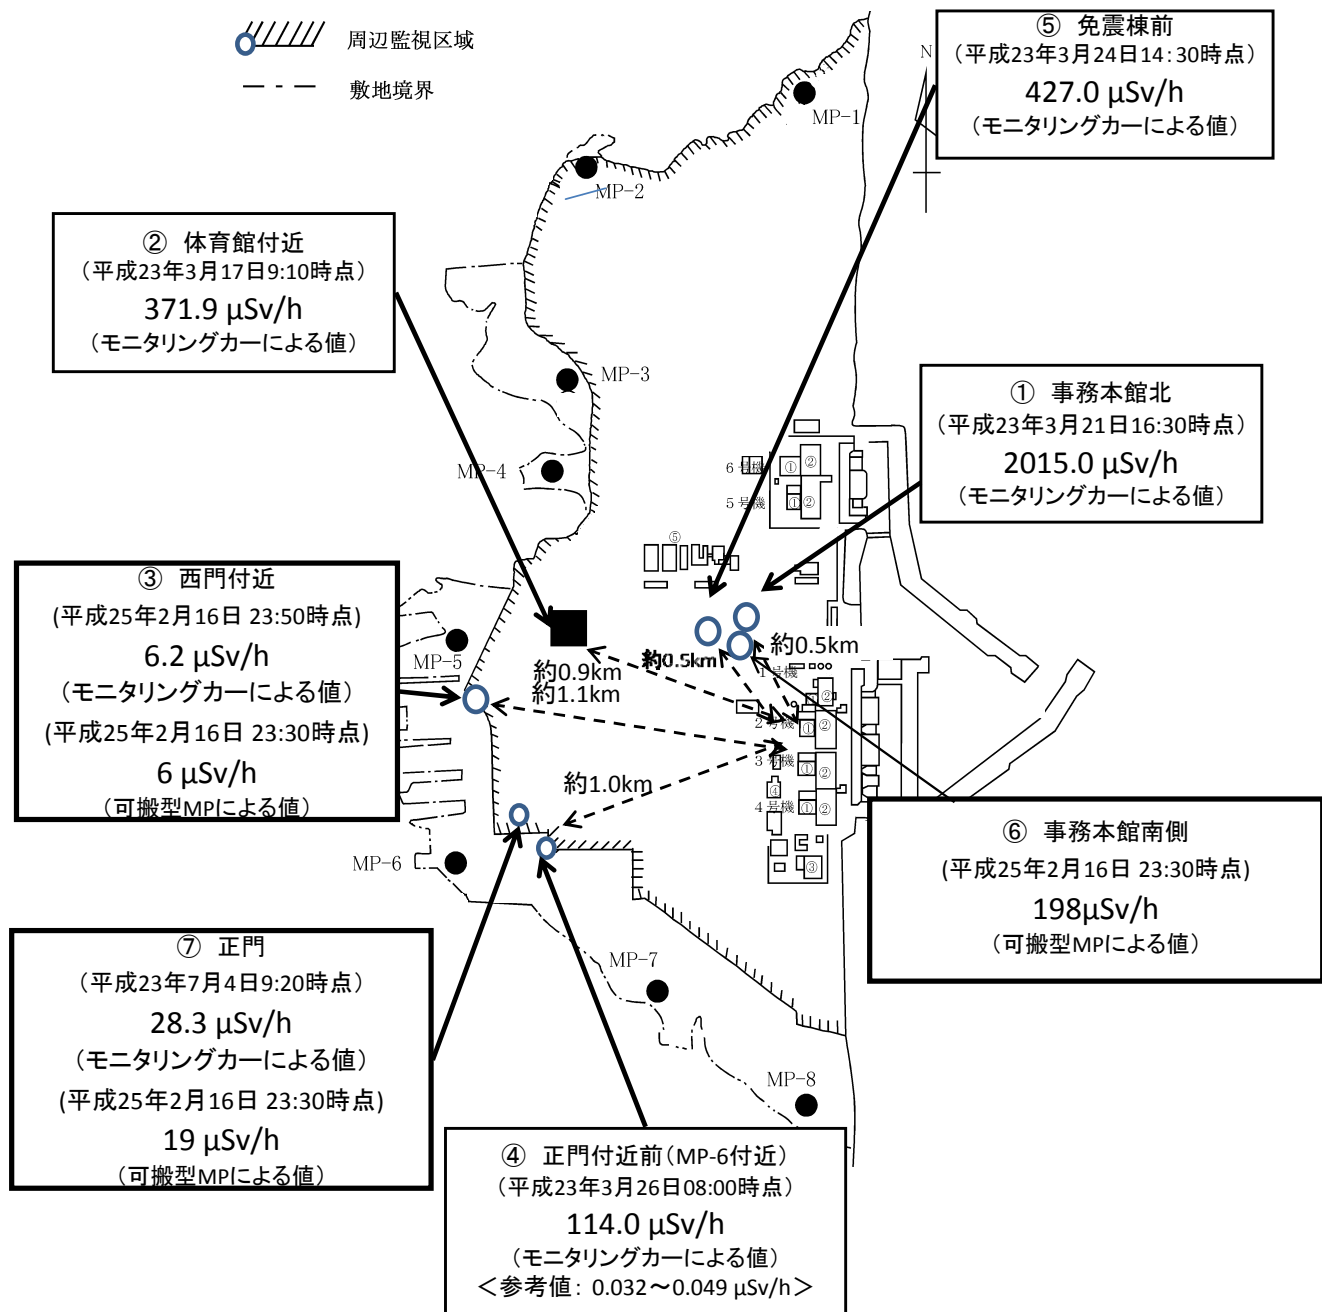 周辺監視区域
敷地境界
⑤ 免震棟前
(平成23年3月24日14:30時点)
427.0 μSv/h
(モニタリングカーによる値)
N
MP-1
MP-2
② 体育館付近
(平成23年3月17日9:10時点)
371.9 μSv/h
(モニタリングカーによる値)
MP-3
① 事務本館北
(平成23年3月21日16:30時点)
2015.0 μSv/h
(モニタリングカーによる値)
MP-4
6号機
①
②
5号機
①
②
⑤
③ 西門付近
(平成25年2月16日 23:50時点)
6.2 μSv/h
(モニタリングカーによる値)
(平成25年2月16日 23:30時点)
6 μSv/h
(可搬型MPによる値)
MP-5
約0.9km
約1.1km
約0.5km
約0.5km
1号機
②
2号機
①
②
3号機
①
②
約1.0km
④
4号機
①
②
③
MP-6
⑥ 事務本館南側
(平成25年2月16日 23:30時点)
198μSv/h
(可搬型MPによる値)
⑦ 正門
(平成23年7月4日9:20時点)
28.3 μSv/h
(モニタリングカーによる値)
(平成25年2月16日 23:30時点)
19 μSv/h
(可搬型MPによる値)
MP-7
MP-8
④ 正門付近前(MP-6付近)
(平成23年3月26日08:00時点)
114.0 μSv/h
(モニタリングカーによる値)
<参考値: 0.032~0.049 μSv/h>